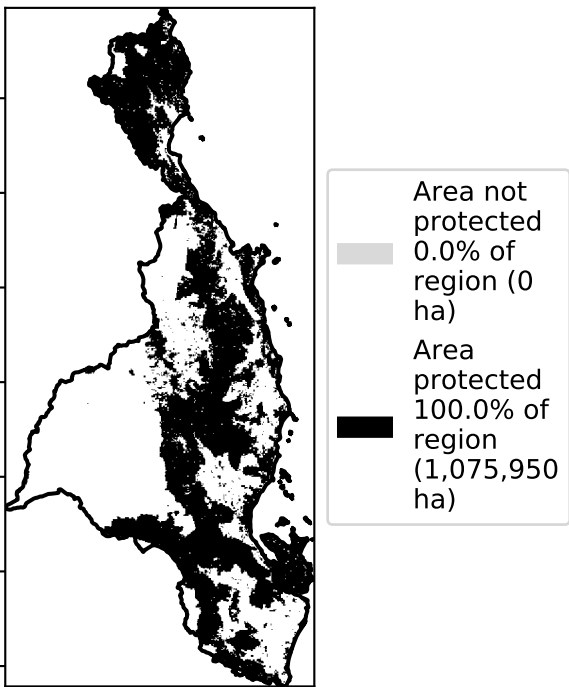 Area not
protected
0.0% of
region (0
ha)
Area
protected
100.0% of
region
(1,075,950
ha)